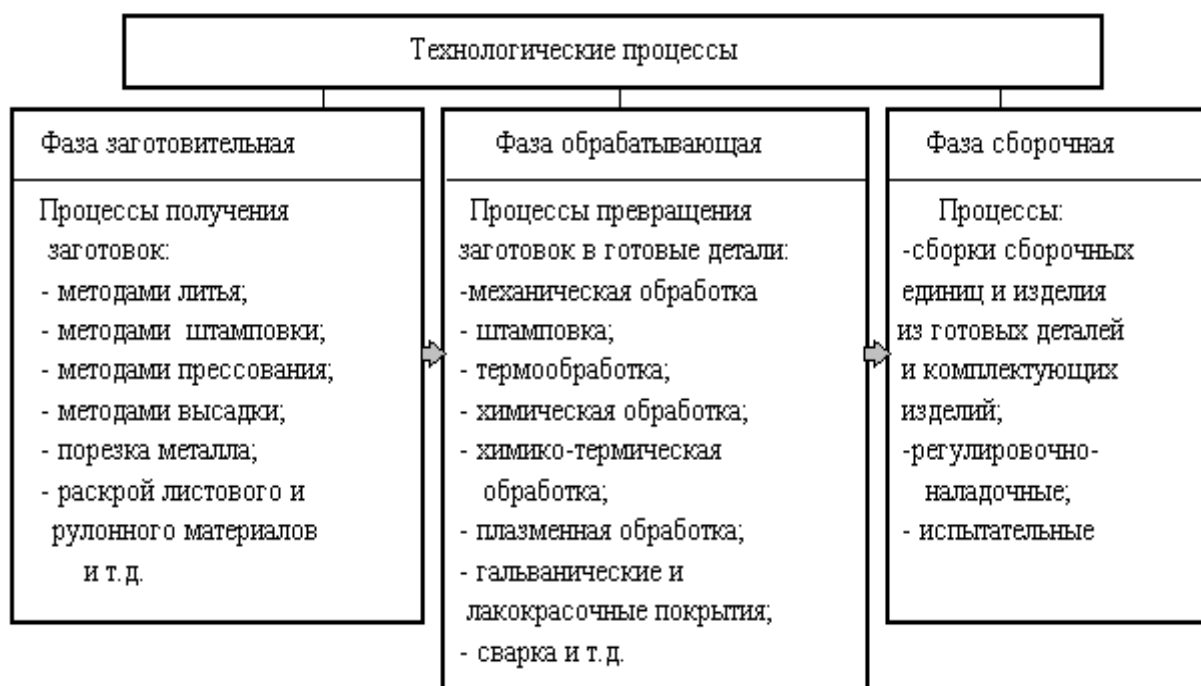 Технологические процессы
Фаза заготовительная
Процессы получения
заготовок:
- методами литья;
- методами штамповки;
- методами прессования;
- методами высадки;
- порезка металла;
- раскрой листового и
рулонного материалов
и т.д.
Фаза обрабатывающая
Процессы превращения
заготовок в готовые детали:
-механическая обработка
- штамповка;
- термообработка;
- химическая обработка;
- химико-термическая
обработка;
- плазменная обработка;
- гальванические и
лакокрасочные покрытия;
- сварка и т.д.
Фаза сборочная
Процессы:
-сборки сборочных
единиц и изделия
из готовых деталей
и комплектующих
изделий;
-регулировочно-
наладочные;
- испытательные